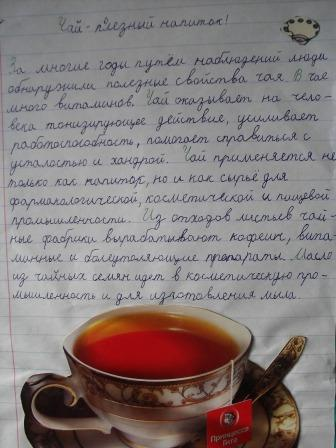 Чай - полезный напиток!
За многие годы путём наблюдений люди
обнаружили полезные свойства чая. В чае
много витаминов. Чай оказывает на чело-
века тонизирующее действие, усиливает
работоспособность, помогает справиться с
усталостью и хандрой. Чай применяется не
только как напиток, но и как сырьё для
фармалогической, косметической и пищевой
промышленности. Из отходов листьев чай-
ные фабрики вырабатывают кофеин, вита-
минные и болеутоляющие препараты. Масло
из чайных семян идет в косметическую про-
мышленность и для изготовления мыла.
Принцесса
Гита